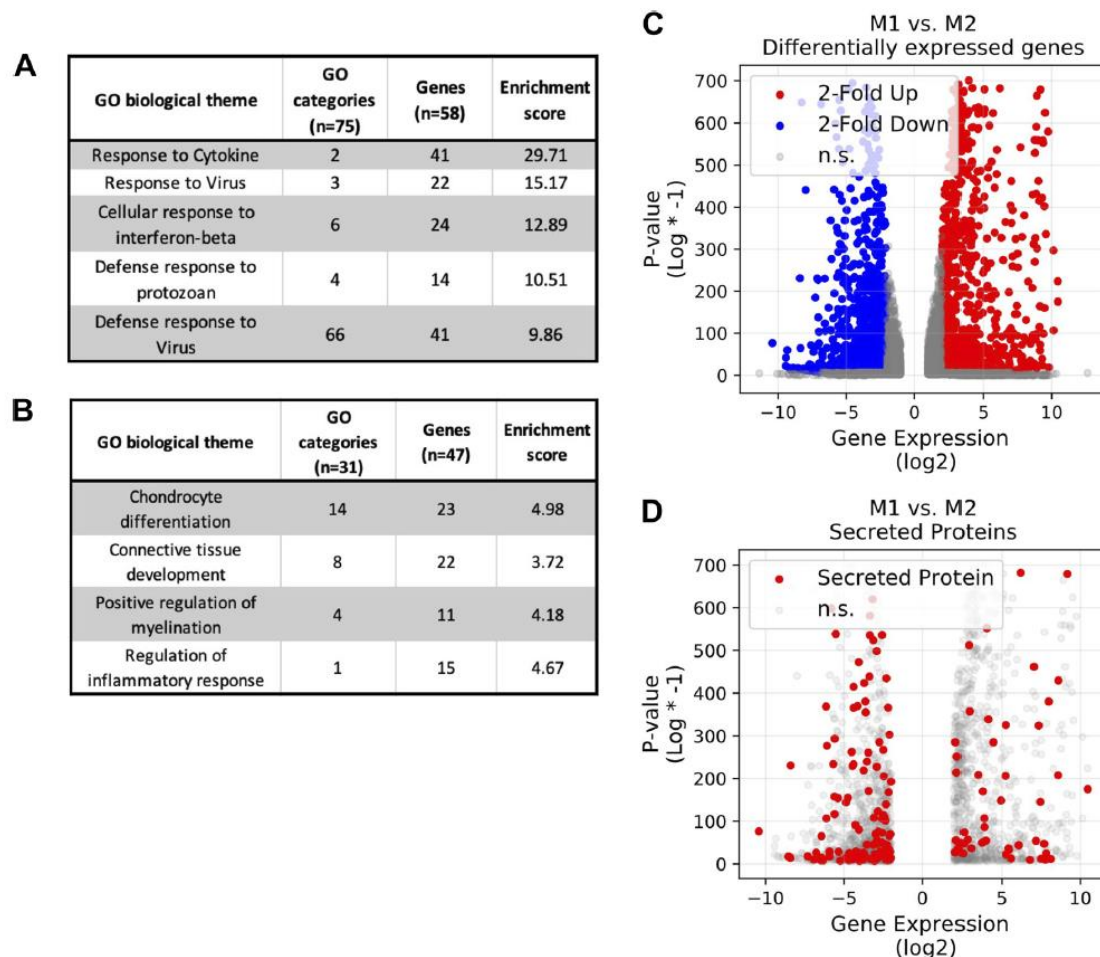 A
GO biological theme
GO
categories
(n=75)
Genes
(n=58)
Enrichment
score
Response to Cytokine 2 41 29.71
Response to Virus 3 22 15.17
Cellular response to
interferon-beta
6 24 12.89
Defense response to
protozoan
4 14 10.51
Defense response to
Virus
66 41 9.86
B
GO biological theme
GO
categories
(n=31)
Genes
(n=47)
Enrichment
score
Chondrocyte
differentiation
14 23 4.98
Connective tissue
development
8 22 3.72
Positive regulation of
myelination
4 11 4.18
Regulation of
inflammatory response
1 15 4.67
C
M1 vs. M2
Differentially expressed genes
2-Fold Up
2-Fold Down
n.s.
700
600
500
400
300
200
100
0
P-value
(Log * -1)
−10 −5 0 5 10
Gene Expression
(log2)
D
M1 vs. M2
Secreted Proteins
Secreted Protein
n.s.
700
600
500
400
300
200
100
0
P-value
(Log * -1)
−10 −5 0 5 10
Gene Expression
(log2)